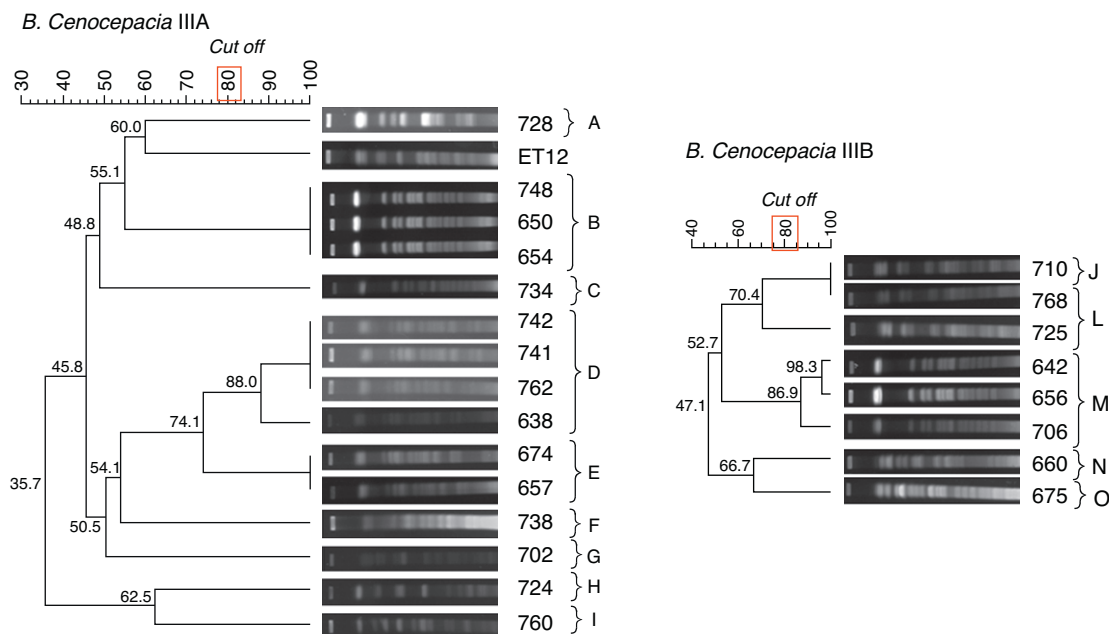 B. Cenocepacia IIIA
Cut off
30 40 50 60 70 80 90 100
60.0
55.1
48.8
45.8
88.0
74.1
54.1
35.7
50.5
62.5
728 A
ET12
748
650 B
654
734 C
742
741
762 D
638
674
657 E
738 F
702 G
724 H
760 I
B. Cenocepacia IIIB
Cut off
40 60 80 100
70.4
52.7
98.3
86.9
47.1
66.7
710 J
768
725 L
642
656 M
706
660 N
675 O